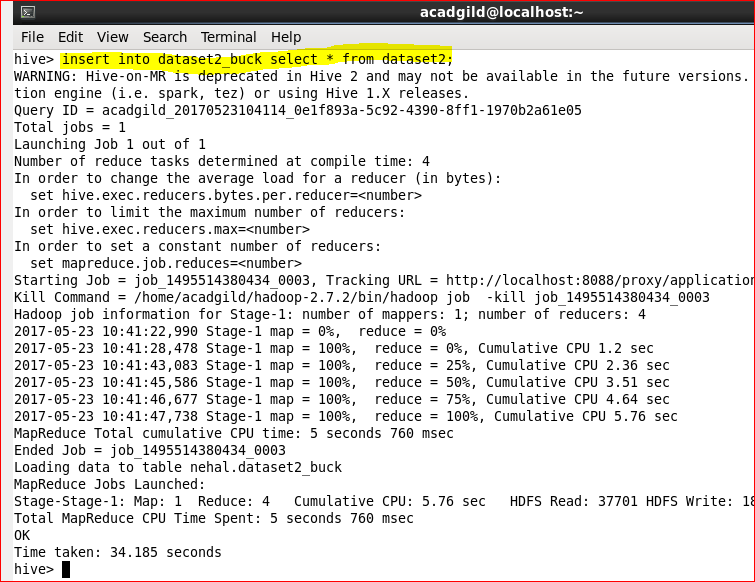 acadgild@localhost:~
File Edit View Search Terminal Help
hive> insert into dataset2_buck select * from dataset2;
WARNING: Hive-on-MR is deprecated in Hive 2 and may not be available in the future versions.
tion engine (i.e. spark, tez) or using Hive 1.X releases.
Query ID = acadgild_20170523104114_0e1f893a-5c92-4390-8ff1-1970b2a61e05
Total jobs = 1
Launching Job 1 out of 1
Number of reduce tasks determined at compile time: 4
In order to change the average load for a reducer (in bytes):
  set hive.exec.reducers.bytes.per.reducer=<number>
In order to limit the maximum number of reducers:
  set hive.exec.reducers.max=<number>
In order to set a constant number of reducers:
  set mapreduce.job.reduces=<number>
Starting Job = job_1495514380434_0003, Tracking URL = http://localhost:8088/proxy/application
Kill Command = /home/acadgild/hadoop-2.7.2/bin/hadoop job  -kill job_1495514380434_0003
Hadoop job information for Stage-1: number of mappers: 1; number of reducers: 4
2017-05-23 10:41:22,990 Stage-1 map = 0%,  reduce = 0%
2017-05-23 10:41:28,478 Stage-1 map = 100%,  reduce = 0%, Cumulative CPU 1.2 sec
2017-05-23 10:41:43,083 Stage-1 map = 100%,  reduce = 25%, Cumulative CPU 2.36 sec
2017-05-23 10:41:45,586 Stage-1 map = 100%,  reduce = 50%, Cumulative CPU 3.51 sec
2017-05-23 10:41:46,677 Stage-1 map = 100%,  reduce = 75%, Cumulative CPU 4.64 sec
2017-05-23 10:41:47,738 Stage-1 map = 100%,  reduce = 100%, Cumulative CPU 5.76 sec
MapReduce Total cumulative CPU time: 5 seconds 760 msec
Ended Job = job_1495514380434_0003
Loading data to table nehal.dataset2_buck
MapReduce Jobs Launched:
Stage-Stage-1: Map: 1  Reduce: 4   Cumulative CPU: 5.76 sec   HDFS Read: 37701 HDFS Write: 18
Total MapReduce CPU Time Spent: 5 seconds 760 msec
OK
Time taken: 34.185 seconds
hive>